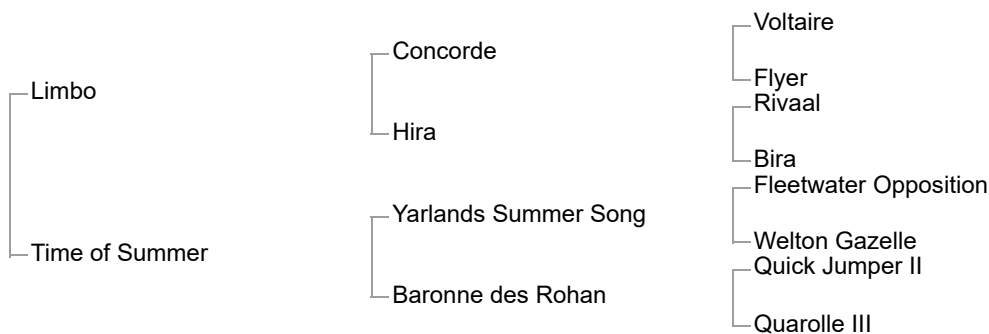 Voltaire
Concorde
Flyer
Limbo
Rivaal
Hira
Bira
Fleetwater Opposition
Yarlands Summer Song
Welton Gazelle
Time of Summer
Quick Jumper II
Baronne des Rohan
Quarolle III